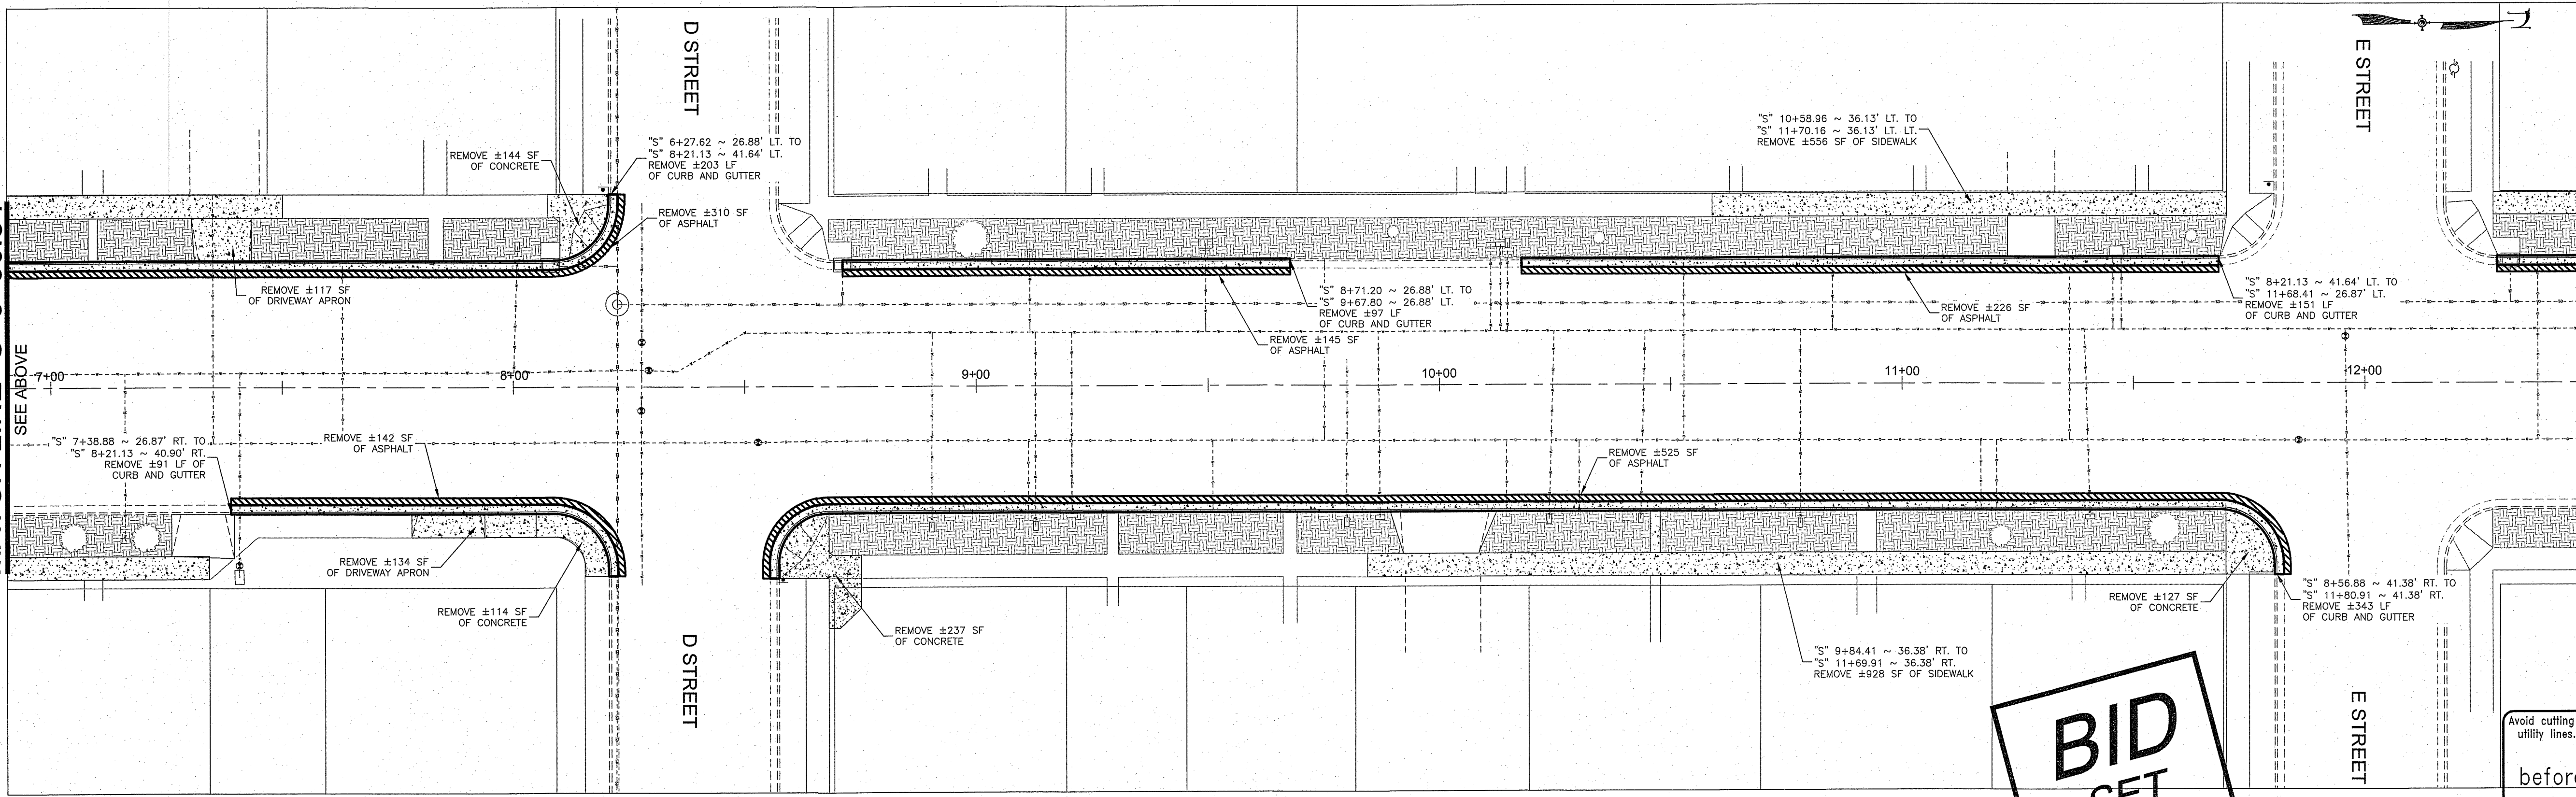 D STREET
E STREET
"S" 6+27.62 ~ 26.88' LT. TO
"S" 8+21.13 ~ 41.64' LT.
REMOVE ±203 LF
OF CURB AND GUTTER
REMOVE ±144 SF
OF CONCRETE
REMOVE ±310 SF
OF ASPHALT
REMOVE ±117 SF
OF DRIVEWAY APRON
"S" 10+58.96 ~ 36.13' LT. TO
"S" 11+70.16 ~ 36.13' LT. LT.
REMOVE ±556 SF OF SIDEWALK
"S" 8+71.20 ~ 26.88' LT. TO
"S" 9+67.80 ~ 26.88' LT.
REMOVE ±97 LF
OF CURB AND GUTTER
REMOVE ±145 SF
OF ASPHALT
REMOVE ±226 SF
OF ASPHALT
"S" 8+21.13 ~ 41.64' LT. TO
"S" 11+68.41 ~ 26.87' LT.
REMOVE ±151 LF
OF CURB AND GUTTER
SEE ABOVE
7+00
8+00
9+00
10+00
11+00
12+00
"S" 7+38.88 ~ 26.87' RT. TO
"S" 8+21.13 ~ 40.90' RT.
REMOVE ±91 LF OF
CURB AND GUTTER
REMOVE ±142 SF
OF ASPHALT
REMOVE ±525 SF
OF ASPHALT
REMOVE ±134 SF
OF DRIVEWAY APRON
REMOVE ±114 SF
OF CONCRETE
REMOVE ±237 SF
OF CONCRETE
REMOVE ±127 SF
OF CONCRETE
"S" 8+56.88 ~ 41.38' RT. TO
"S" 11+80.91 ~ 41.38' RT.
REMOVE ±343 LF
OF CURB AND GUTTER
"S" 9+84.41 ~ 36.38' RT. TO
"S" 11+69.91 ~ 36.38' RT.
REMOVE ±928 SF OF SIDEWALK
D STREET
E STREET
BID
SET
Avoid cutting
utility lines.